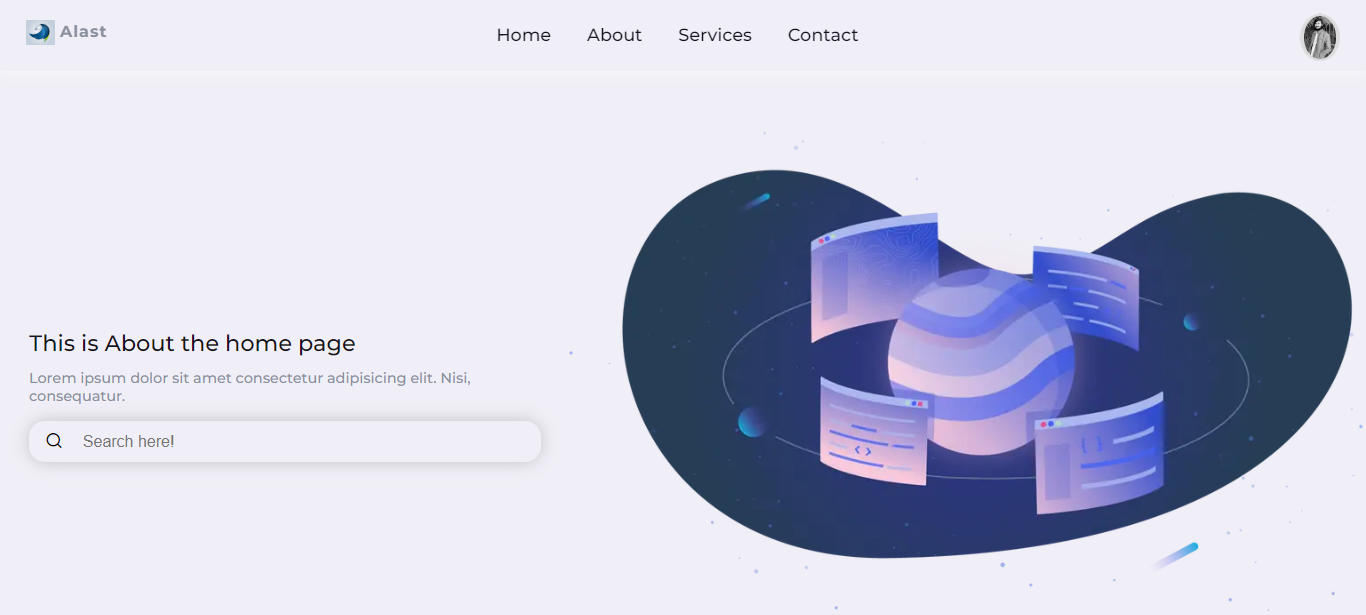 Alast
Home
About
Services
Contact
This is About the home page
Lorem ipsum dolor sit amet consectetur adipisicing elit. Nisi,
consequatur.
Search here!